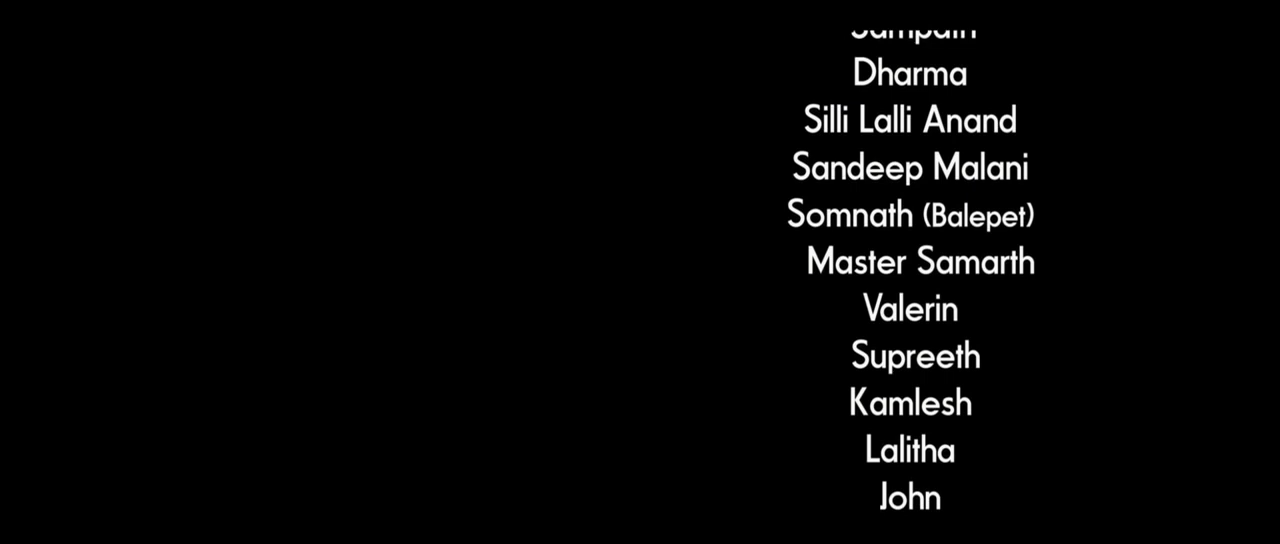 Dharma
Silli Lalli Anand
Sandeep Malani
Somnath (Balepet)
Master Samarth
Valerin
Supreeth
Kamlesh
Lalitha
John